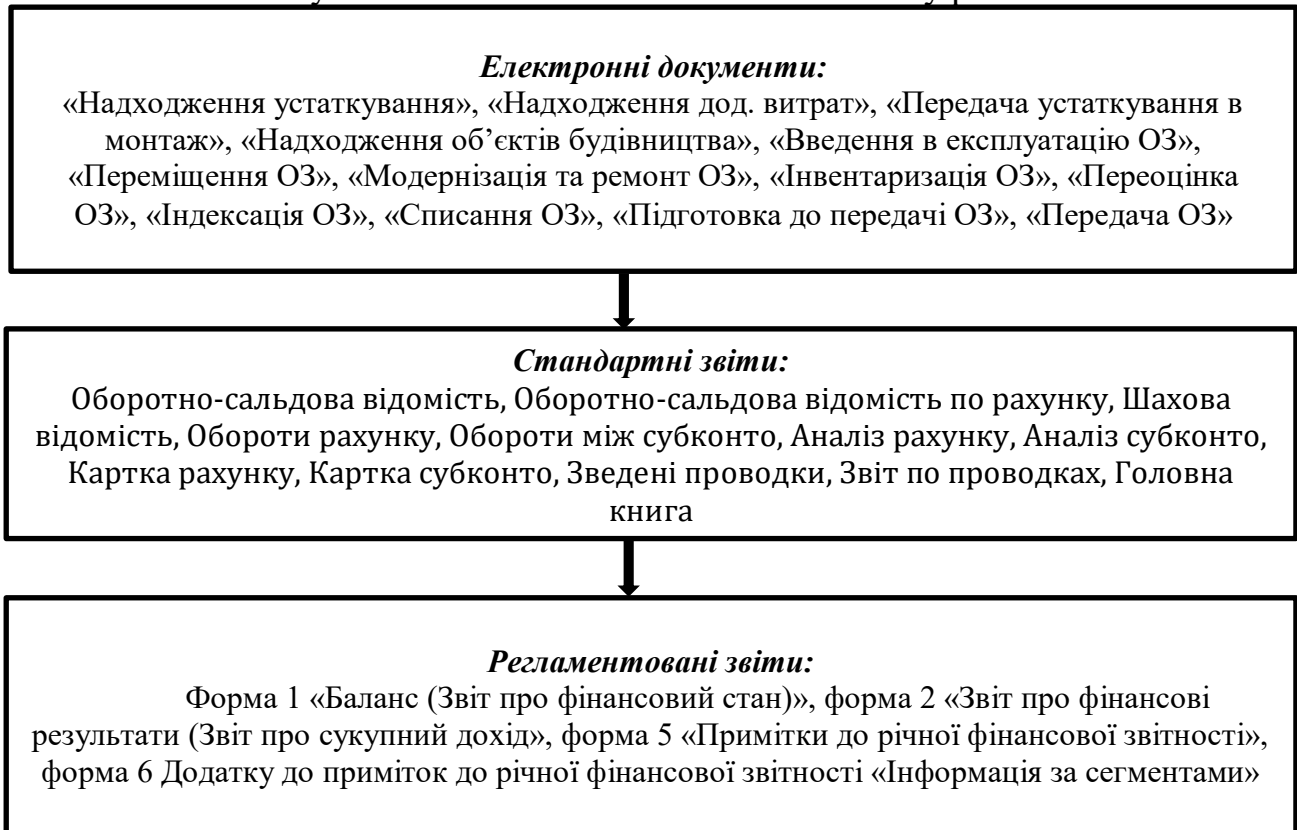 Електронні документи:
«Надходження устаткування», «Надходження дод. витрат», «Передача устаткування в
монтаж», «Надходження об’єктів будівництва», «Введення в експлуатацію ОЗ»,
«Переміщення ОЗ», «Модернізація та ремонт ОЗ», «Інвентаризація ОЗ», «Переоцінка
ОЗ», «Індексація ОЗ», «Списання ОЗ», «Підготовка до передачі ОЗ», «Передача ОЗ»
Стандартні звіти:
Оборотно-сальдова відомість, Оборотно-сальдова відомість по рахунку, Шахова
відомість, Обороти рахунку, Обороти між субконто, Аналіз рахунку, Аналіз субконто,
Картка рахунку, Картка субконто, Зведені проводки, Звіт по проводках, Головна
книга
Регламентовані звіти:
Форма 1 «Баланс (Звіт про фінансовий стан)», форма 2 «Звіт про фінансові
результати (Звіт про сукупний дохід», форма 5 «Примітки до річної фінансової звітності»,
форма 6 Додатку до приміток до річної фінансової звітності «Інформація за сегментами»